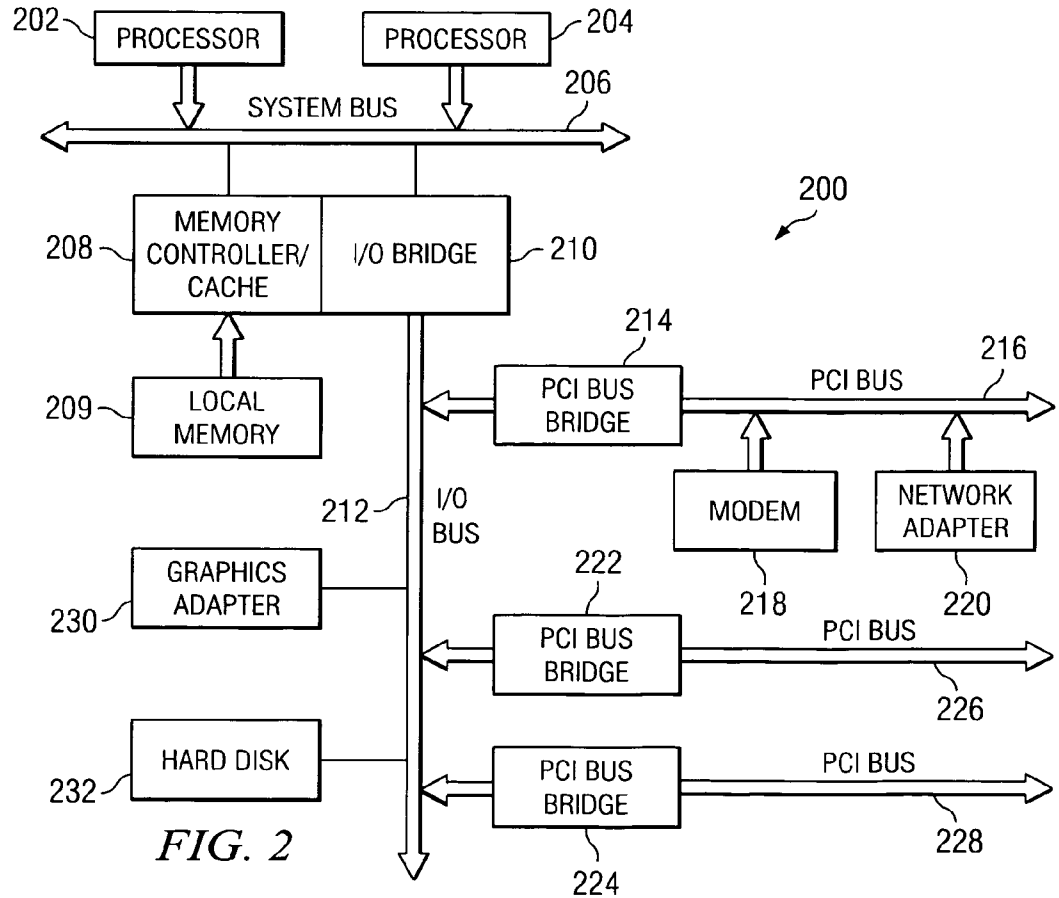 202
PROCESSOR
PROCESSOR
204
SYSTEM BUS
206
200
208
MEMORY
CONTROLLER/
CACHE
I/O BRIDGE
210
209
LOCAL
MEMORY
214
PCI BUS
BRIDGE
PCI BUS
216
212
I/O
BUS
MODEM
218
NETWORK
ADAPTER
220
GRAPHICS
ADAPTER
230
222
PCI BUS
BRIDGE
PCI BUS
226
HARD DISK
232
PCI BUS
BRIDGE
224
PCI BUS
228
FIG. 2